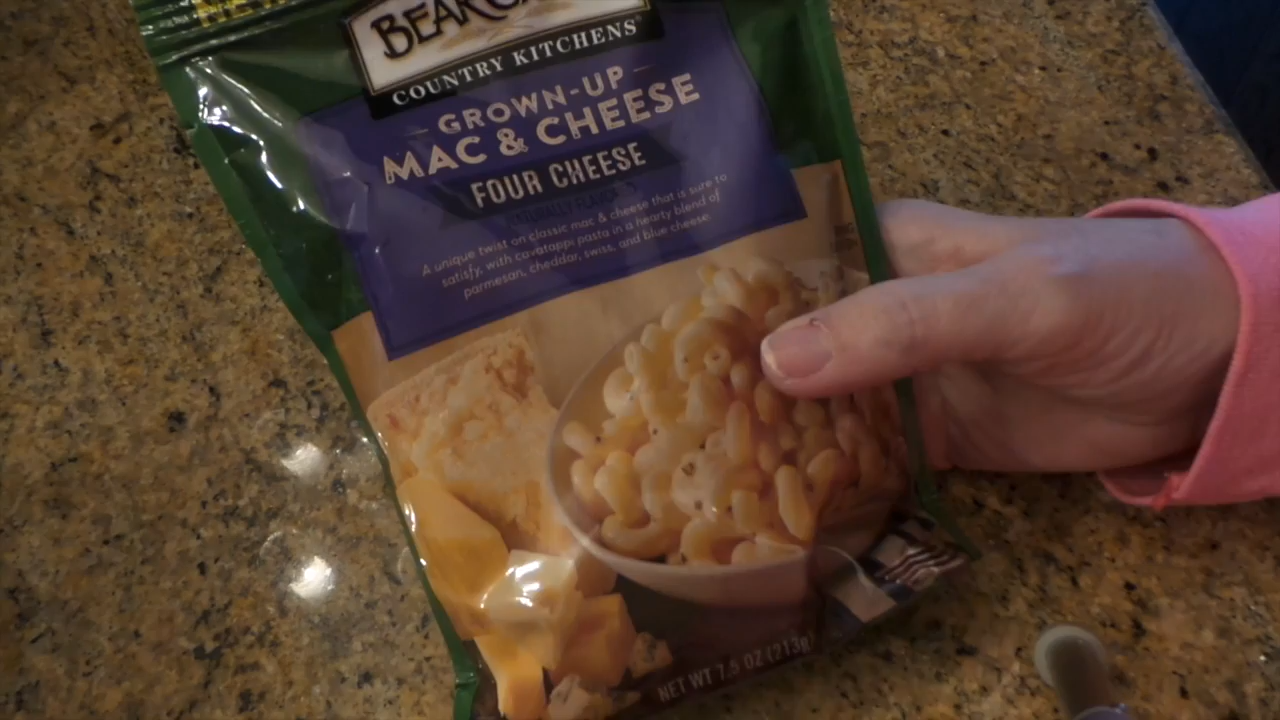 COUNTRY KITCHENS®
GROWN-UP
MAC & CHEESE
FOUR CHEESE
NATURALLY FLAVORED
A unique twist on classic mac & cheese that is sure to
satisfy, with cavatappi pasta in a hearty blend of
parmesan, cheddar, swiss, and blue cheese.
NET WT 7.5 OZ (213g)